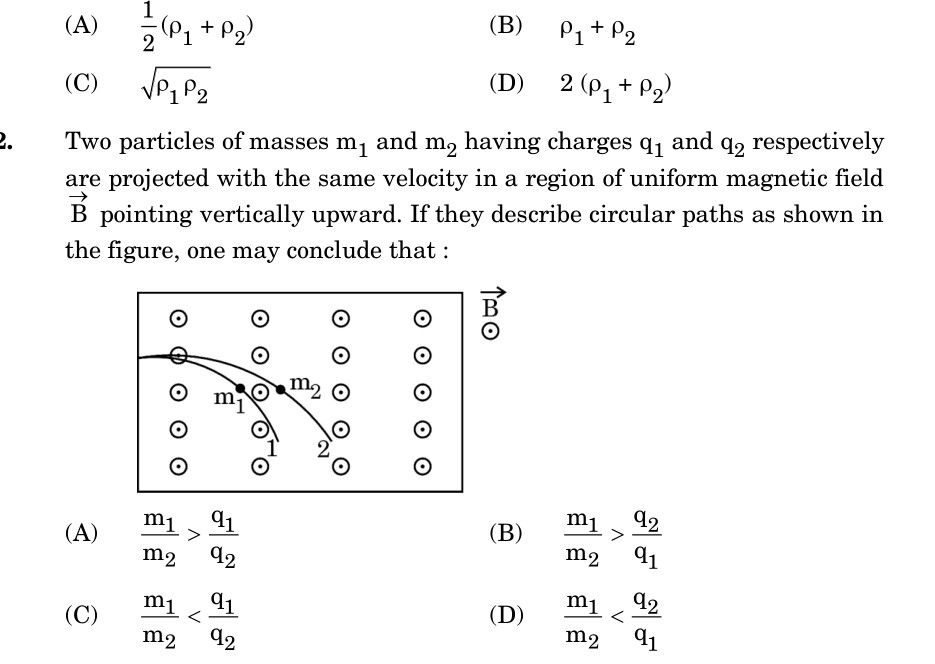 (A) 1/2 (ρ₁ + ρ₂) (B) ρ₁ + ρ₂
(C) √(ρ₁ ρ₂) (D) 2 (ρ₁ + ρ₂)
2. Two particles of masses m₁ and m₂ having charges q₁ and q₂ respectively
are projected with the same velocity in a region of uniform magnetic field
B⃗ pointing vertically upward. If they describe circular paths as shown in
the figure, one may conclude that :
B⃗
m₁ m₂
1 2
(A) m₁/m₂ > q₁/q₂ (B) m₁/m₂ > q₂/q₁
(C) m₁/m₂ < q₁/q₂ (D) m₁/m₂ < q₂/q₁